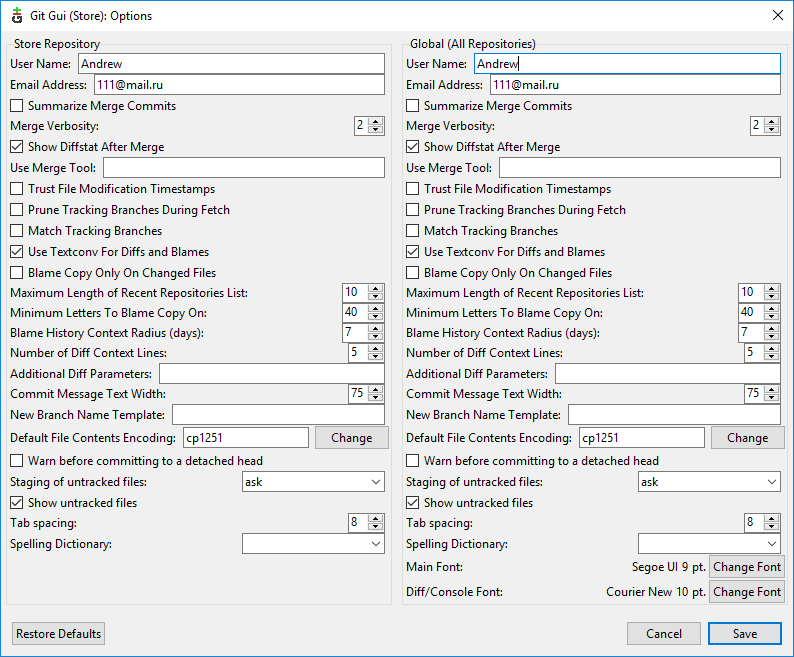 Git Gui (Store): Options
Store Repository
User Name: Andrew
Email Address: 111@mail.ru
Summarize Merge Commits
Merge Verbosity: 2
Show Diffstat After Merge
Use Merge Tool:
Trust File Modification Timestamps
Prune Tracking Branches During Fetch
Match Tracking Branches
Use Textconv For Diffs and Blames
Blame Copy Only On Changed Files
Maximum Length of Recent Repositories List: 10
Minimum Letters To Blame Copy On: 40
Blame History Context Radius (days): 7
Number of Diff Context Lines: 5
Additional Diff Parameters:
Commit Message Text Width: 75
New Branch Name Template:
Default File Contents Encoding: cp1251 Change
Warn before committing to a detached head
Staging of untracked files: ask
Show untracked files
Tab spacing: 8
Spelling Dictionary:
Global (All Repositories)
User Name: Andrew
Email Address: 111@mail.ru
Summarize Merge Commits
Merge Verbosity: 2
Show Diffstat After Merge
Use Merge Tool:
Trust File Modification Timestamps
Prune Tracking Branches During Fetch
Match Tracking Branches
Use Textconv For Diffs and Blames
Blame Copy Only On Changed Files
Maximum Length of Recent Repositories List: 10
Minimum Letters To Blame Copy On: 40
Blame History Context Radius (days): 7
Number of Diff Context Lines: 5
Additional Diff Parameters:
Commit Message Text Width: 75
New Branch Name Template:
Default File Contents Encoding: cp1251 Change
Warn before committing to a detached head
Staging of untracked files: ask
Show untracked files
Tab spacing: 8
Spelling Dictionary:
Main Font: Segoe UI 9 pt. Change Font
Diff/Console Font: Courier New 10 pt. Change Font
Restore Defaults Cancel Save